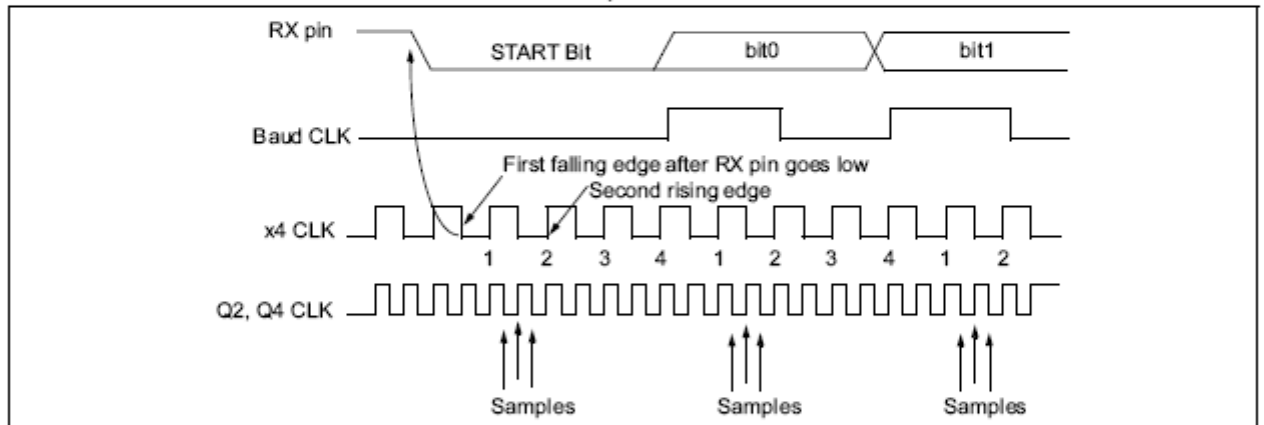 RX pin
START Bit
bit0
bit1
Baud CLK
First falling edge after RX pin goes low
Second rising edge
x4 CLK
1 2 3 4 1 2 3 4 1 2
Q2, Q4 CLK
Samples
Samples
Samples